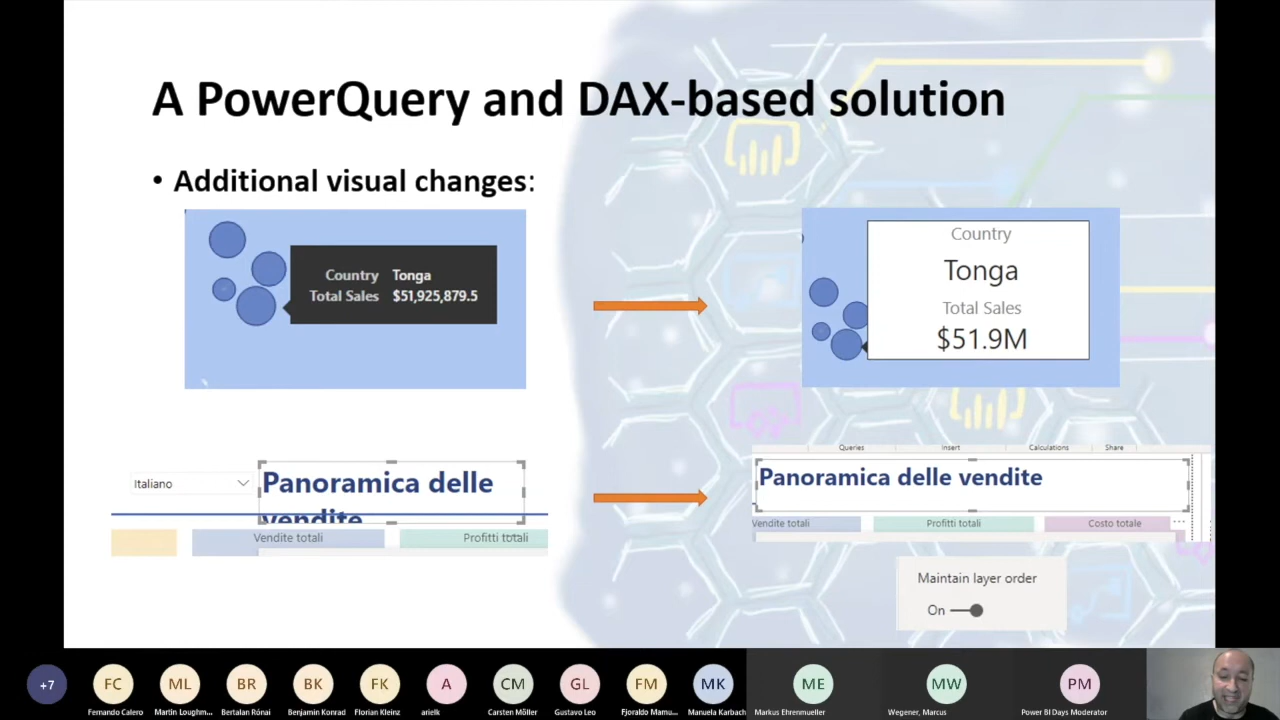 A PowerQuery and DAX-based solution
• Additional visual changes:
Country Tonga
Total Sales $51,925,879.5
Country
Tonga
Total Sales
$51.9M
Italiano
Panoramica delle
vendite
Vendite totali
Profitti totali
Queries Insert Calculations Share
Panoramica delle vendite
Vendite totali Profitti totali Costo totale
Maintain layer order
On
+7 FC ML BR BK FK A CM GL FM MK ME MW PM
Fernando Calero Martin Loughm... Bertalan Rónai Benjamin Konrad Florian Kleinz arielk Carsten Möller Gustavo Leo Fjoraldo Mamu... Manuela Karbach Markus Ehrenmueller Wegener, Marcus Power BI Days Moderator